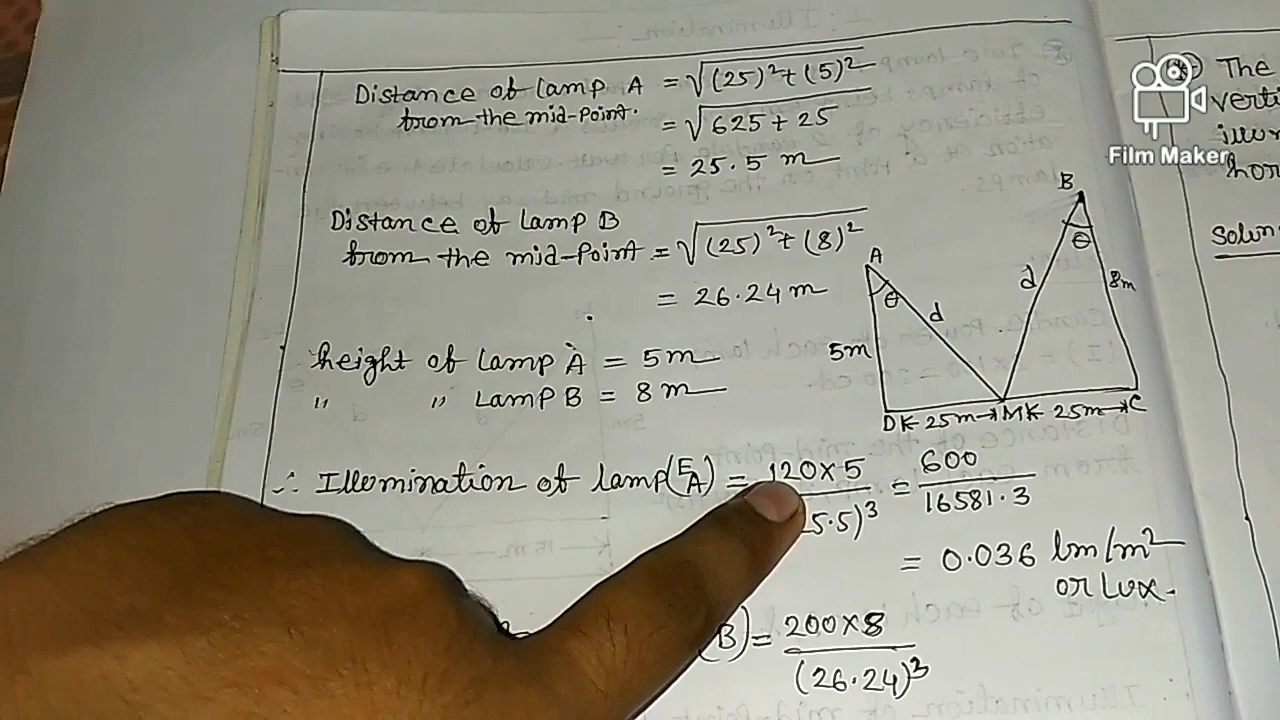 Distance of lamp A = √(25)²+(5)²
from the mid-Point. = √625+25
= 25.5 m
Distance of Lamp B
from the mid-Point = √(25)²+(8)²
= 26.24 m
height of Lamp A = 5m
" " Lamp B = 8 m
∴ Illumination of lamp(EA) = 120×5 / 5.5)³ = 600 / 16581.3
= 0.036 lm/m²
or Lux.
B) = 200×8 / (26.24)³
A
θ
d
5m
B
θ
d
8m
D K 25m → M K 25m → C
Film Maker
The
verti
illum
hor
Solun